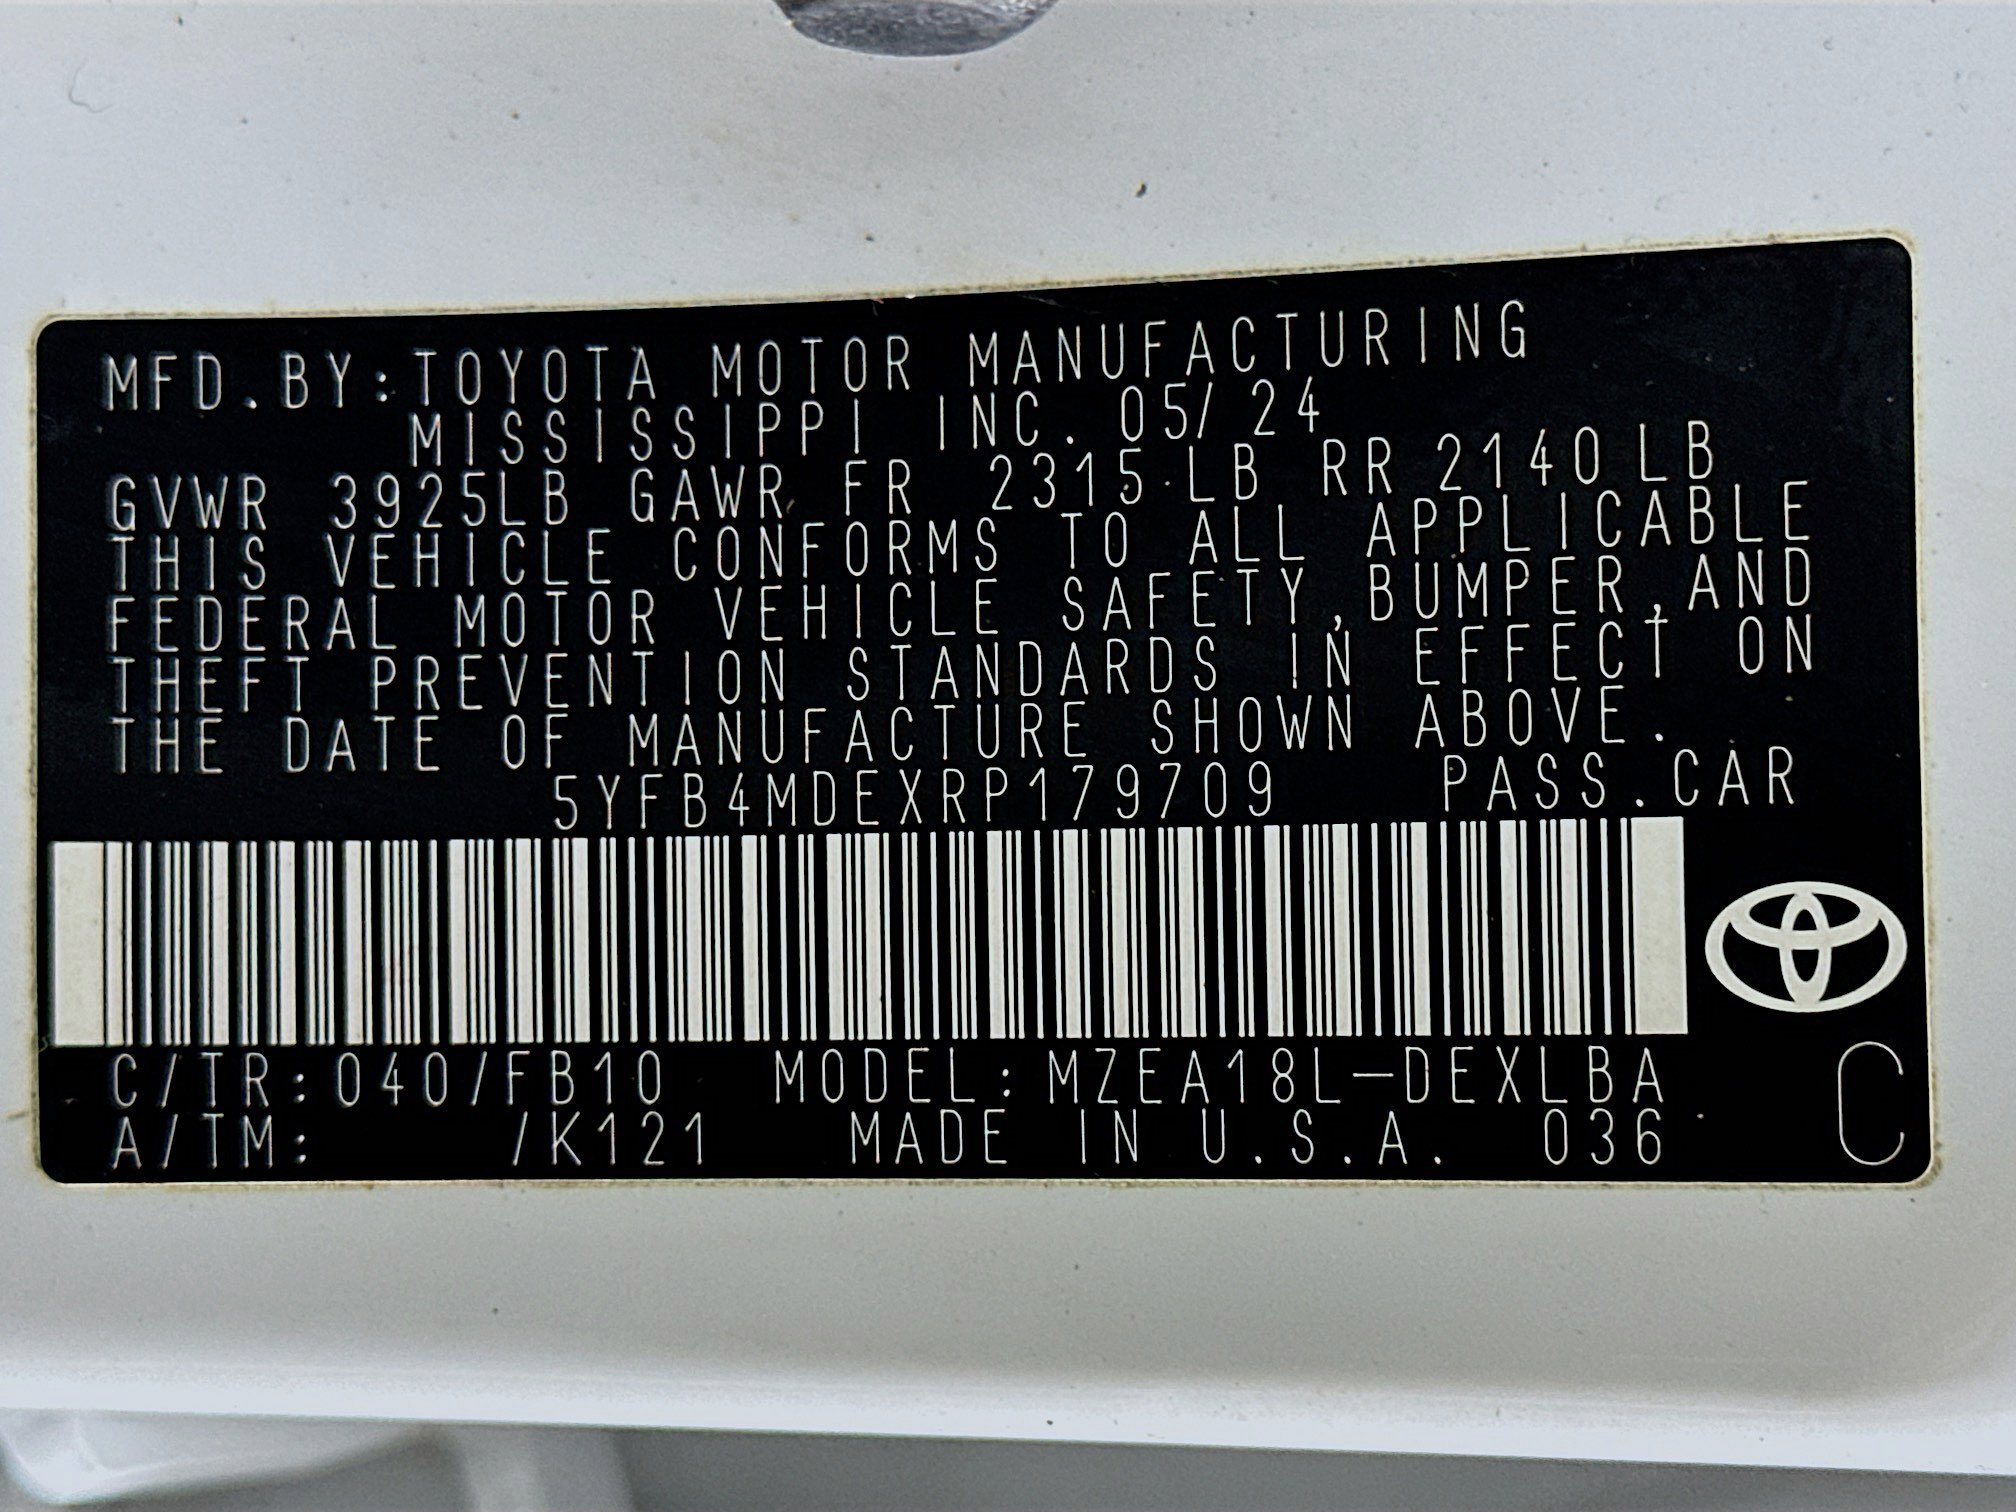 MFD.BY:TOYOTA MOTOR MANUFACTURING
MISSISSIPPI INC. 05/24
GVWR 3925LB GAWR FR 2315 LB RR 2140 LB
THIS VEHICLE CONFORMS TO ALL APPLICABLE
FEDERAL MOTOR VEHICLE SAFETY,BUMPER,AND
THEFT PREVENTION STANDARDS IN EFFECT ON
THE DATE OF MANUFACTURE SHOWN ABOVE.
5YFB4MDEXRP179709 PASS.CAR
C/TR:040/FB10 MODEL:MZEA18L-DEXLBA
A/TM: /K121 MADE IN U.S.A. 036 C